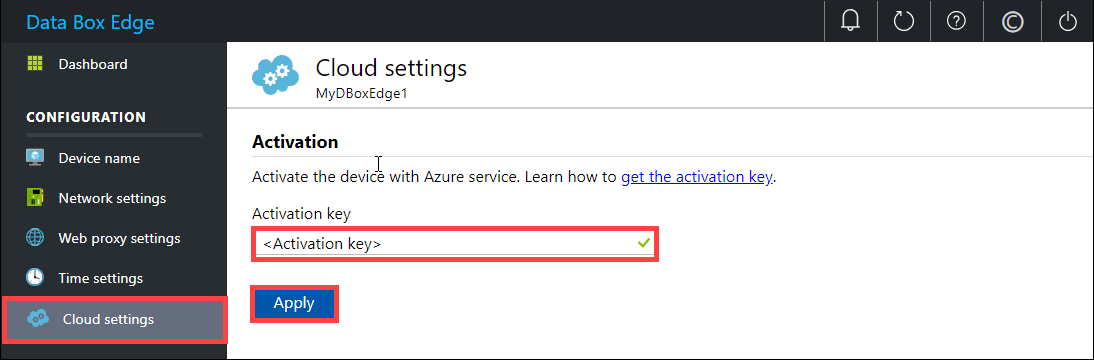 Data Box Edge
Dashboard
CONFIGURATION
Device name
Network settings
Web proxy settings
Time settings
Cloud settings
Cloud settings
MyDBoxEdge1
Activation
Activate the device with Azure service. Learn how to get the activation key.
Activation key
<Activation key>
Apply